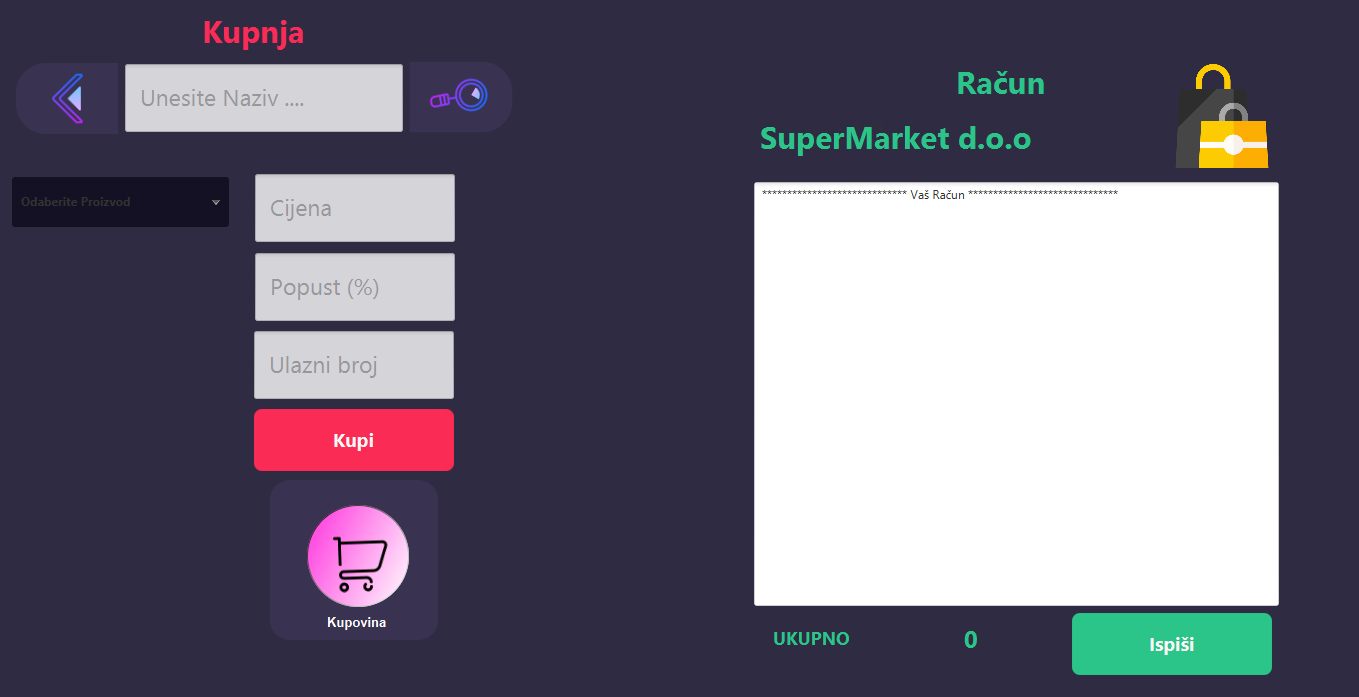 Kupnja
Unesite Naziv ....
Odaberite Proizvod
Cijena
Popust (%)
Ulazni broj
Kupi
Kupovina
Račun
SuperMarket d.o.o
***************************** Vaš Račun ******************************
UKUPNO
0
Ispiši